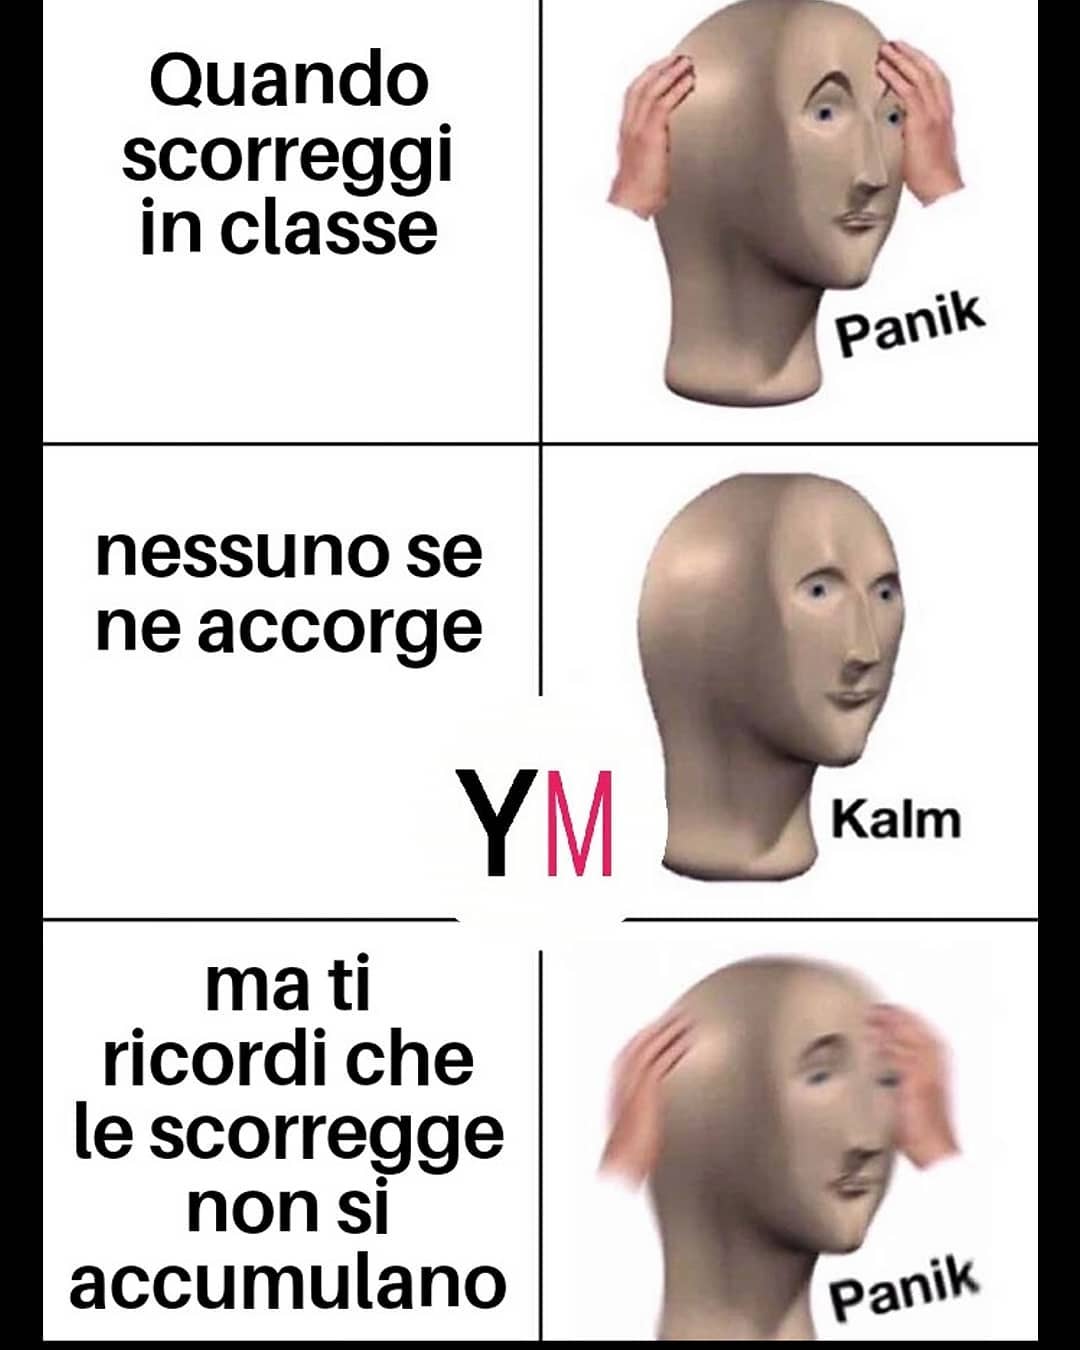 Quando
scorreggi
in classe
Panik
nessuno se
ne accorge
YM
Kalm
ma ti
ricordi che
le scorregge
non si
accumulano
Panik